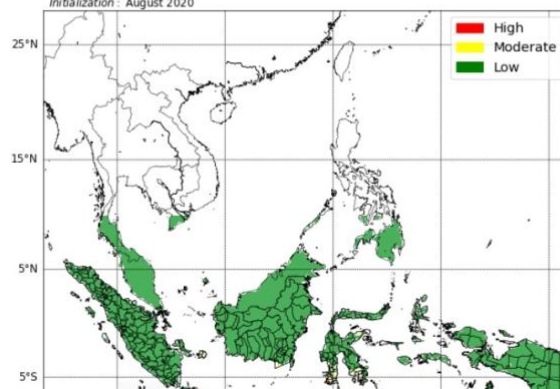 Initialization : August 2020
High
Moderate
Low
25°N
15°N
5°N
5°S